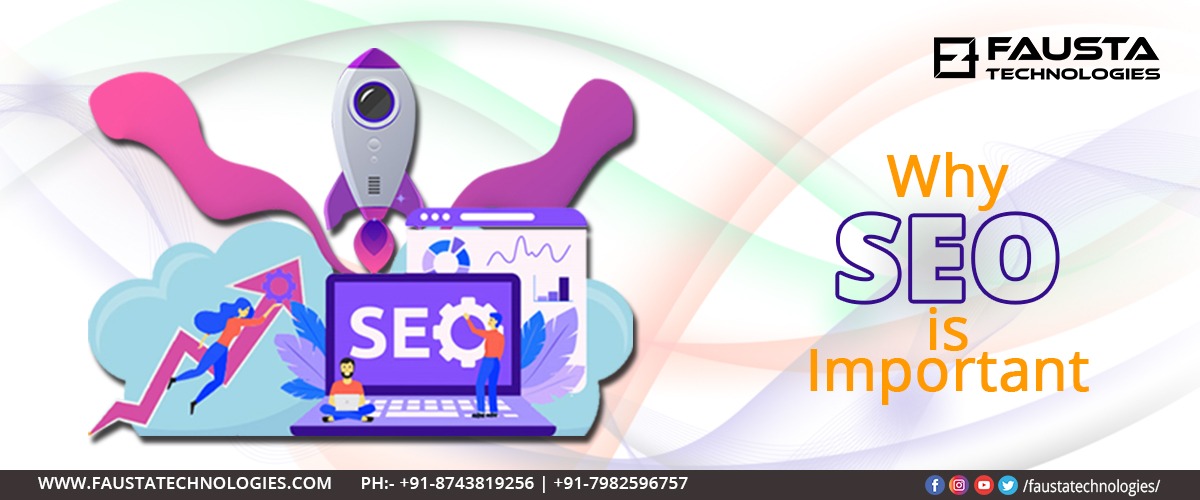 FAUSTA
TECHNOLOGIES
Why
SEO
is
Important
SEO
WWW.FAUSTATECHNOLOGIES.COM PH:- +91-8743819256 | +91-7982596757 /faustatechnologies/